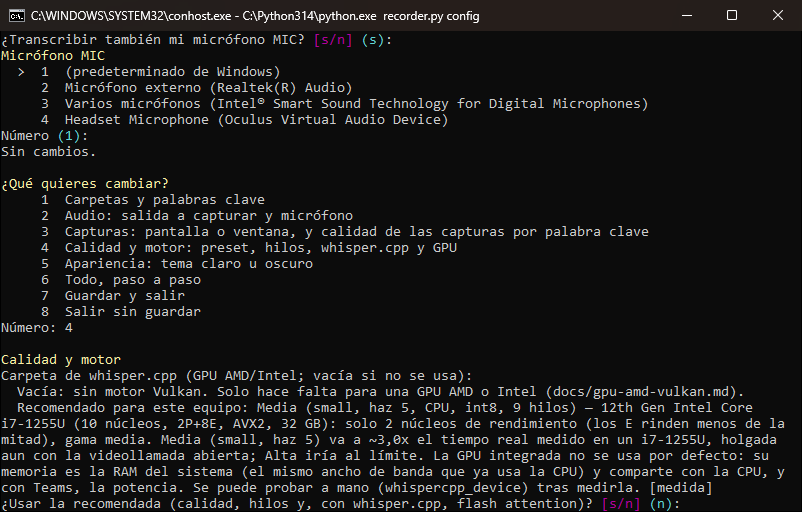 C:\WINDOWS\SYSTEM32\conhost.exe - C:\Python314\python.exe recorder.py config
¿Transcribir también mi micrófono MIC? [s/n] (s):
Micrófono MIC
> 1 (predeterminado de Windows)
2 Micrófono externo (Realtek(R) Audio)
3 Varios micrófonos (Intel® Smart Sound Technology for Digital Microphones)
4 Headset Microphone (Oculus Virtual Audio Device)
Número (1):
Sin cambios.
¿Qué quieres cambiar?
1 Carpetas y palabras clave
2 Audio: salida a capturar y micrófono
3 Capturas: pantalla o ventana, y calidad de las capturas por palabra clave
4 Calidad y motor: preset, hilos, whisper.cpp y GPU
5 Apariencia: tema claro u oscuro
6 Todo, paso a paso
7 Guardar y salir
8 Salir sin guardar
Número: 4
Calidad y motor
Carpeta de whisper.cpp (GPU AMD/Intel; vacía si no se usa):
Vacía: sin motor Vulkan. Solo hace falta para una GPU AMD o Intel (docs/gpu-amd-vulkan.md).
Recomendado para este equipo: Media (small, haz 5, CPU, int8, 9 hilos) — 12th Gen Intel Core
i7-1255U (10 núcleos, 2P+8E, AVX2, 32 GB): solo 2 núcleos de rendimiento (los E rinden menos de la
mitad), gama media. Media (small, haz 5) va a ~3,0x el tiempo real medido en un i7-1255U, holgada
aun con la videollamada abierta; Alta iría al límite. La GPU integrada no se usa por defecto: su
memoria es la RAM del sistema (el mismo ancho de banda que ya usa la CPU) y comparte con la CPU, y
con Teams, la potencia. Se puede probar a mano (whispercpp_device) tras medirla. [medida]
¿Usar la recomendada (calidad, hilos y, con whisper.cpp, flash attention)? [s/n] (n):